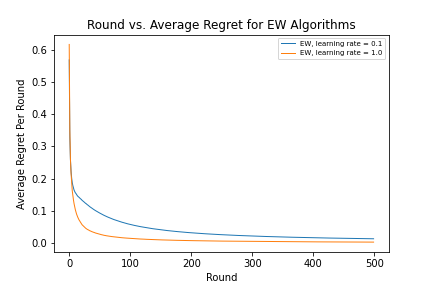 Round vs. Average Regret for EW Algorithms
EW, learning rate = 0.1
EW, learning rate = 1.0
Average Regret Per Round
0.6
0.5
0.4
0.3
0.2
0.1
0.0
0 100 200 300 400 500
Round